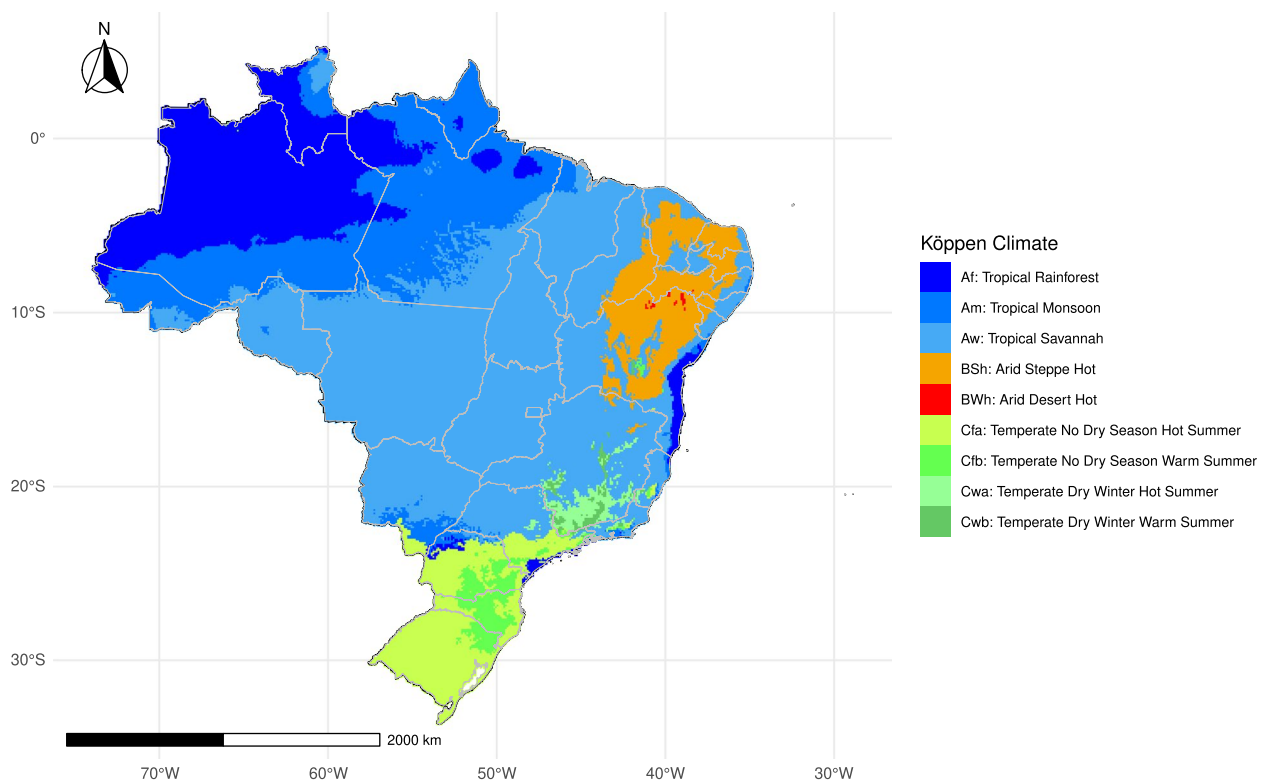 N
0°
10°S
20°S
30°S
70°W
60°W
50°W
40°W
30°W
2000 km
Köppen Climate
Af: Tropical Rainforest
Am: Tropical Monsoon
Aw: Tropical Savannah
BSh: Arid Steppe Hot
BWh: Arid Desert Hot
Cfa: Temperate No Dry Season Hot Summer
Cfb: Temperate No Dry Season Warm Summer
Cwa: Temperate Dry Winter Hot Summer
Cwb: Temperate Dry Winter Warm Summer